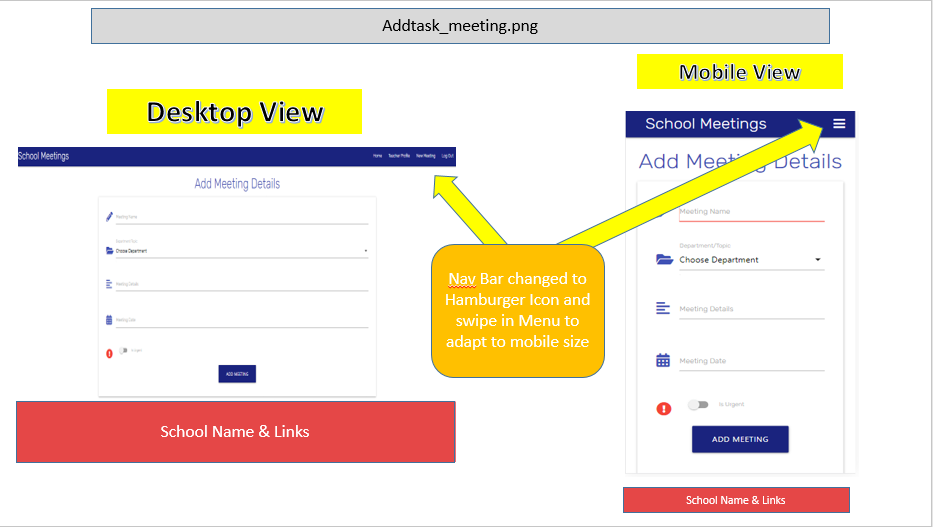 Addtask_meeting.png
Mobile View
Desktop View
School Meetings
Home Teacher Profile New Meeting Log Out
Add Meeting Details
Meeting Name
Department/Topic
Choose Department
Meeting Details
Meeting Date
Is Urgent
ADD MEETING
School Name & Links
Nav Bar changed to
Hamburger Icon and
swipe in Menu to
adapt to mobile size
School Meetings
Add Meeting Details
Meeting Name
Department/Topic
Choose Department
Meeting Details
Meeting Date
Is Urgent
ADD MEETING
School Name & Links